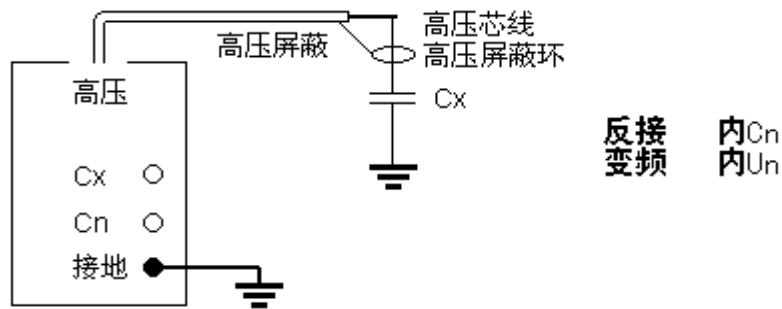 高压芯线
高压屏蔽 高压屏蔽环
高压
Cx
反接 内Cn
变频 内Un
Cx
Cn
接地